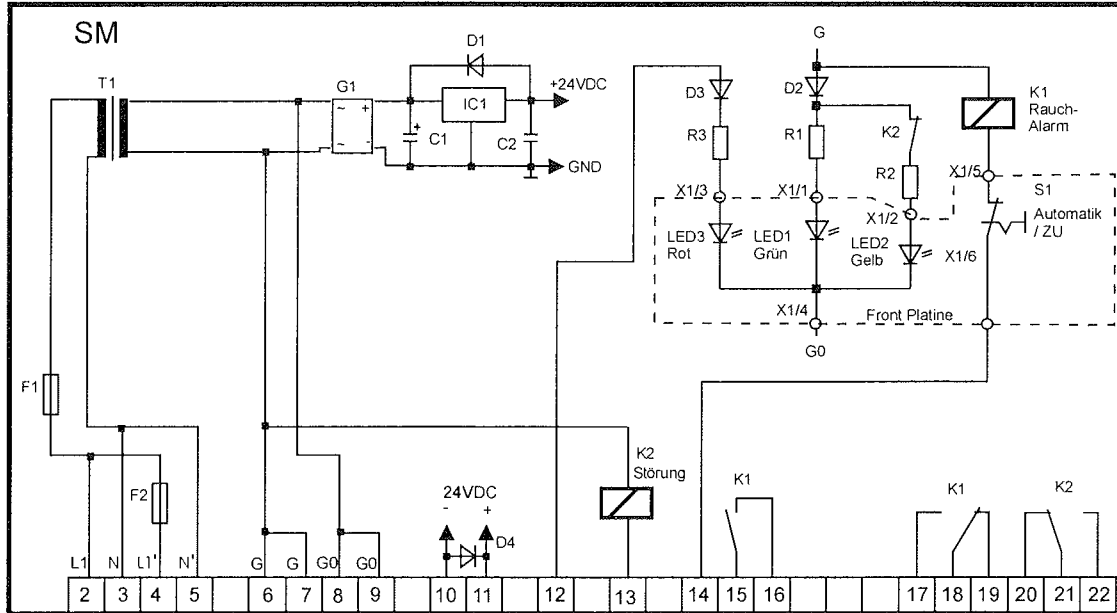 SM
T1
G1
D1
+24VDC
IC1
C1
+
C2
GND
~
+
~
-
G
D3
D2
K1
Rauch-
Alarm
R3
R1
K2
R2
X1/3
X1/1
X1/2
X1/5
S1
Automatik
/ ZU
LED3
Rot
LED1
Grün
LED2
Gelb
X1/6
X1/4
Front Platine
G0
F1
F2
K2
Störung
24VDC
- +
D4
K1
K1
K2
L1 N L1' N' G G G0 G0
2 3 4 5 6 7 8 9 10 11 12 13 14 15 16 17 18 19 20 21 22